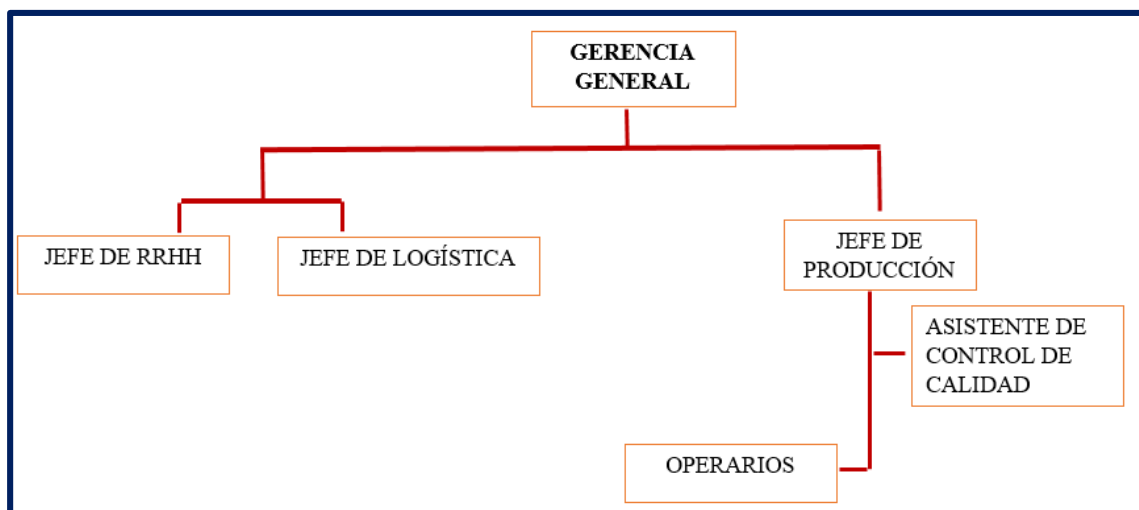 GERENCIA
GENERAL
JEFE DE RRHH
JEFE DE LOGÍSTICA
JEFE DE
PRODUCCIÓN
ASISTENTE DE
CONTROL DE
CALIDAD
OPERARIOS